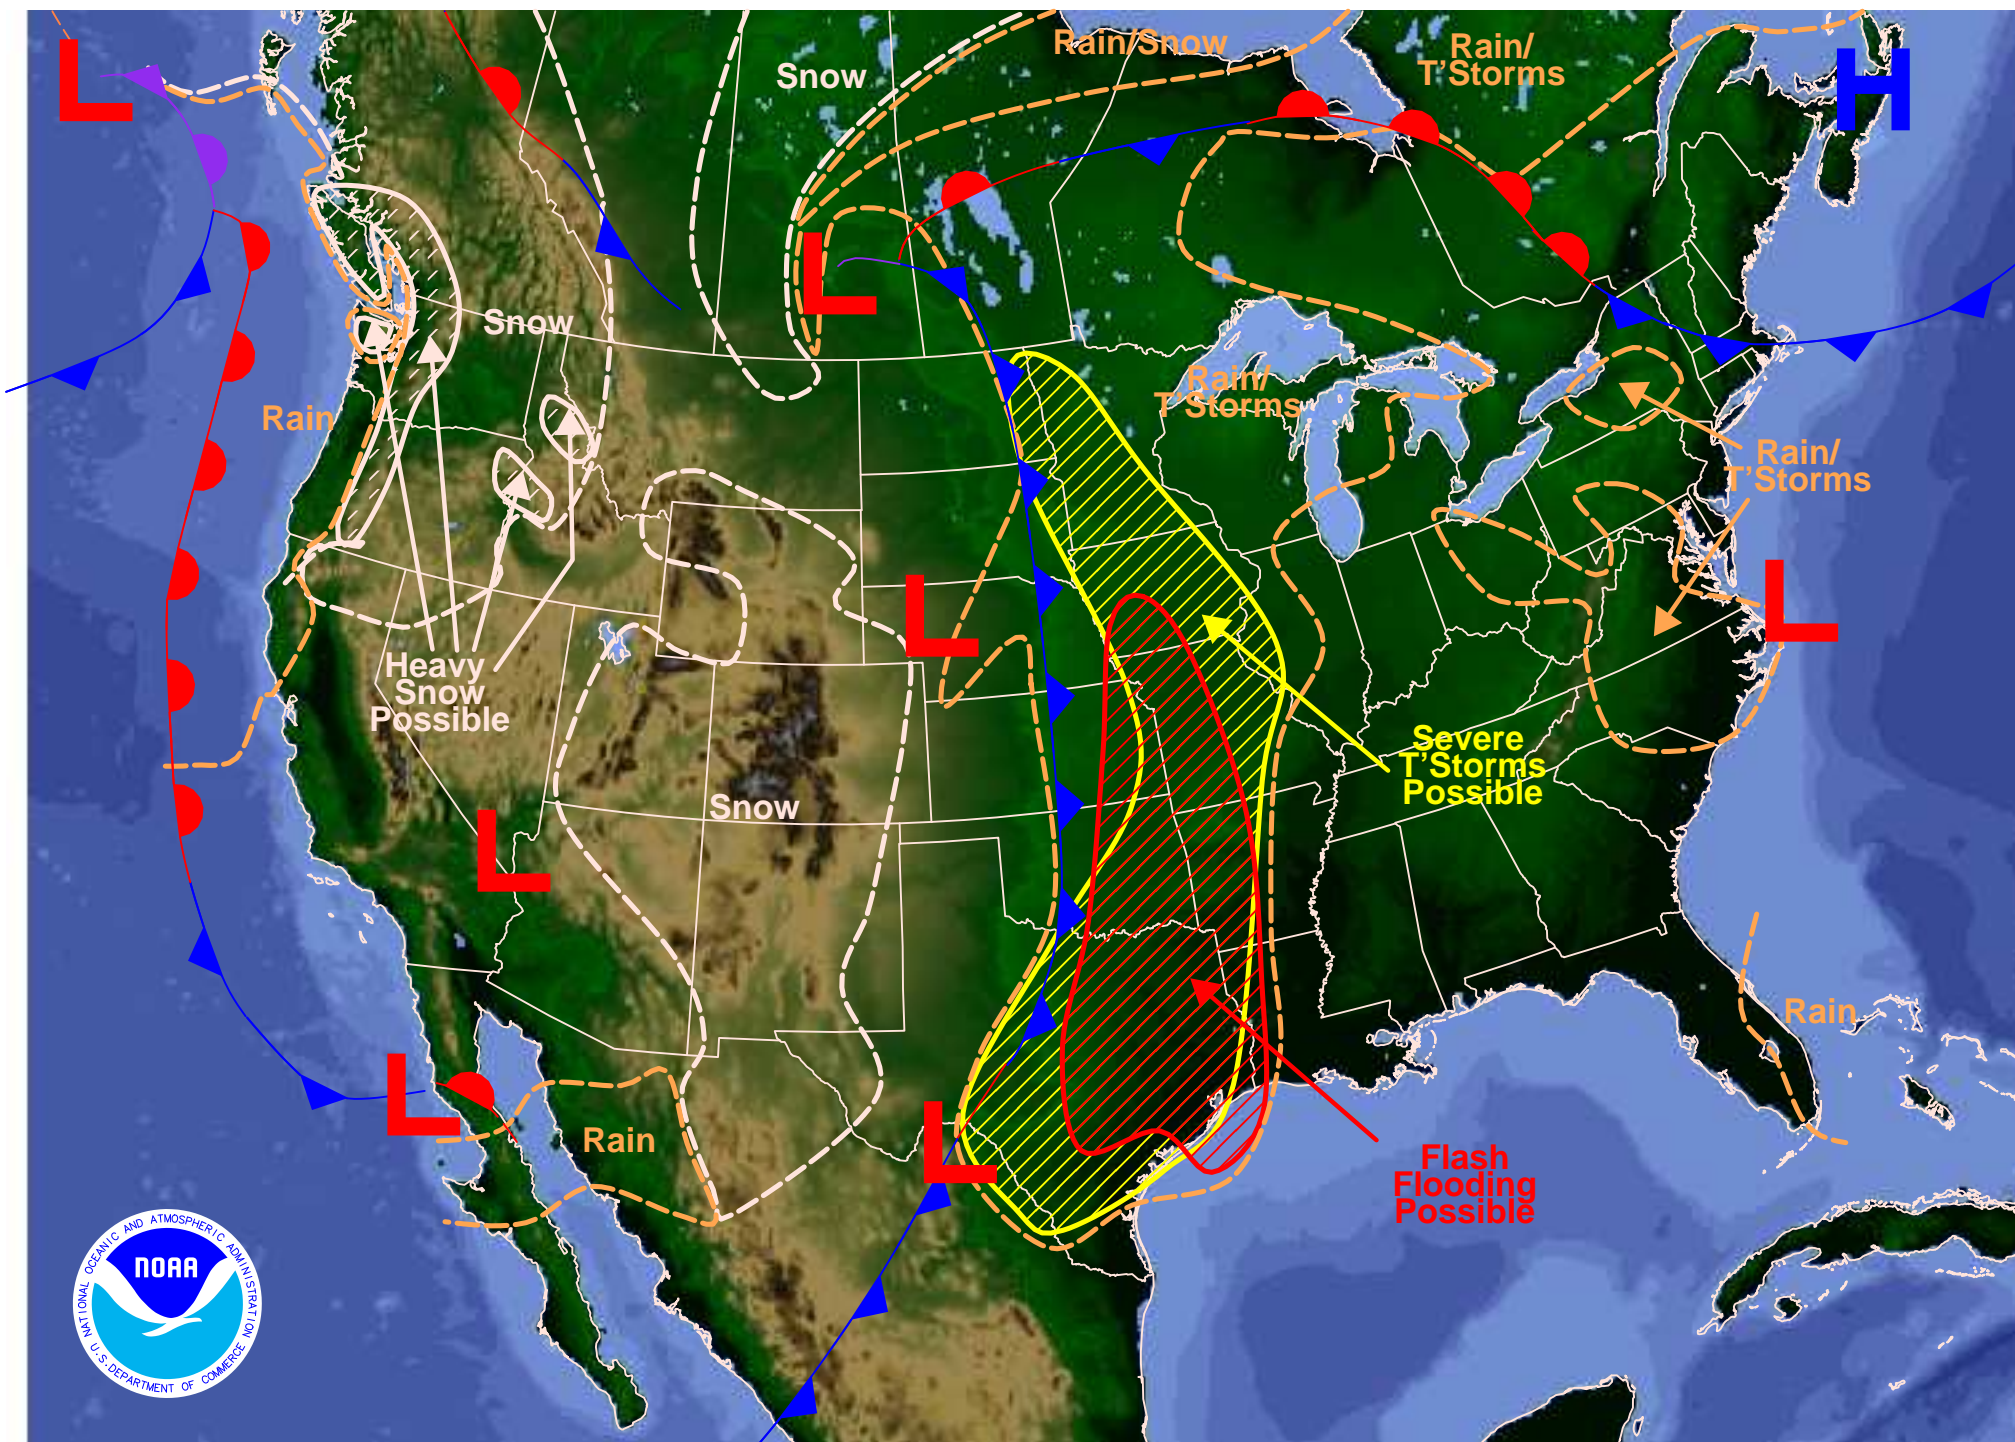 L
Rain/Snow
Rain/
T'Storms
Snow
H
L
Snow
Rain/
T'Storms
Rain
Rain/
T'Storms
L
L
Heavy
Snow
Possible
Severe
T'Storms
Possible
Snow
L
Rain
L
L
Rain
Flash
Flooding
Possible
NATIONAL OCEANIC AND ATMOSPHERIC ADMINISTRATION
NOAA
U.S. DEPARTMENT OF COMMERCE